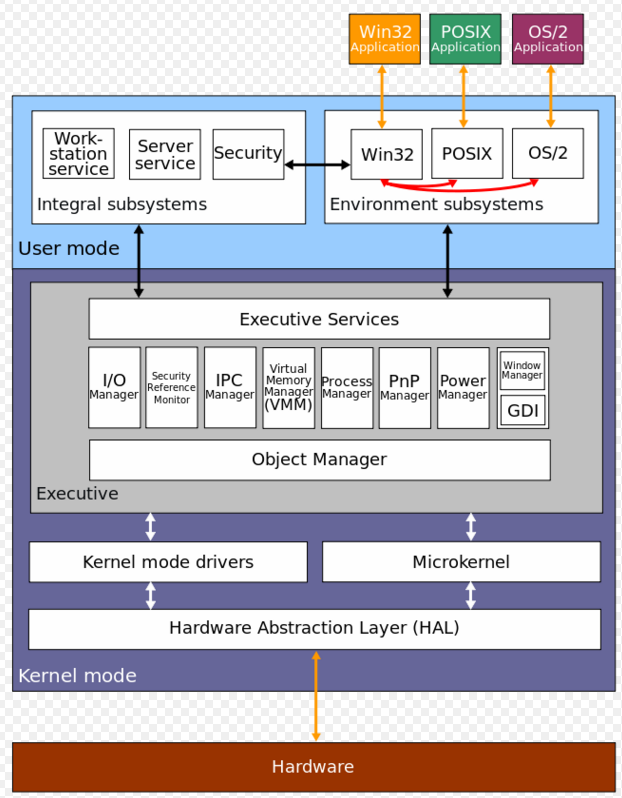 Win32
Application
POSIX
Application
OS/2
Application
Work-
station
service
Server
service
Security
Integral subsystems
Win32
POSIX
OS/2
Environment subsystems
User mode
Executive Services
I/O
Manager
Security
Reference
Monitor
IPC
Manager
Virtual
Memory
Manager
(VMM)
Process
Manager
PnP
Manager
Power
Manager
Window
Manager
GDI
Object Manager
Executive
Kernel mode drivers
Microkernel
Hardware Abstraction Layer (HAL)
Kernel mode
Hardware